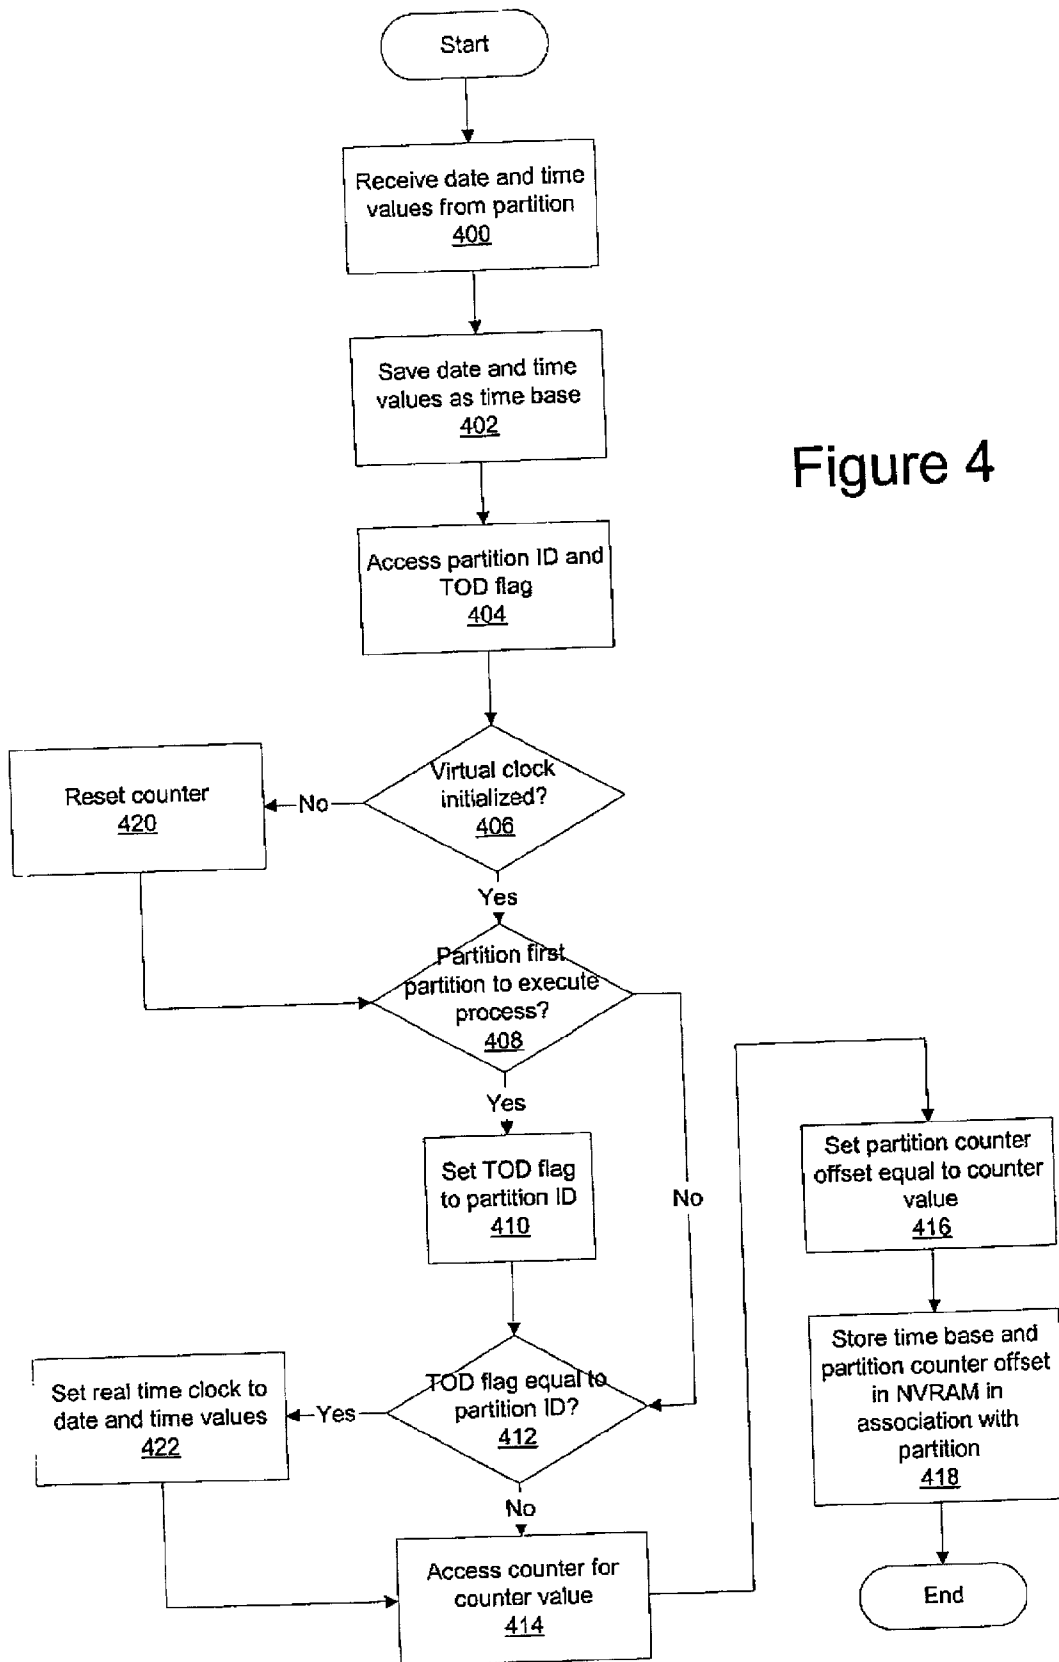 Start
Receive date and time
values from partition
400
Save date and time
values as time base
402
Figure 4
Access partition ID and
TOD flag
404
Virtual clock
initialized?
406
No
Reset counter
420
Yes
Partition first
partition to execute
process?
408
Yes
No
Set TOD flag
to partition ID
410
TOD flag equal to
partition ID?
412
Yes
Set real time clock to
date and time values
422
No
Access counter for
counter value
414
Set partition counter
offset equal to counter
value
416
Store time base and
partition counter offset
in NVRAM in
association with
partition
418
End